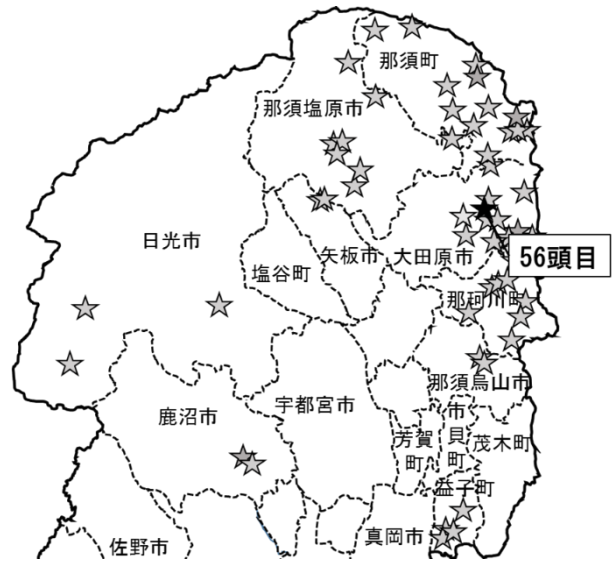 那須町
那須塩原市
日光市
矢板市
大田原市
塩谷町
56頭目
那珂川町
那須烏山市
宇都宮市
鹿沼市
市貝町
芳賀町
茂木町
益子町
真岡市
佐野市